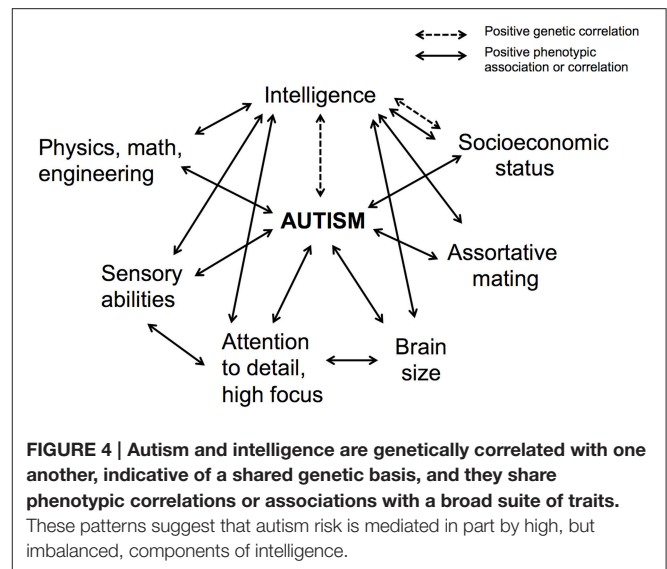 Positive genetic correlation
Positive phenotypic
association or correlation
Intelligence
Physics, math,
engineering
Socioeconomic
status
AUTISM
Sensory
abilities
Assortative
mating
Attention
to detail,
high focus
Brain
size
FIGURE 4 | Autism and intelligence are genetically correlated with one
another, indicative of a shared genetic basis, and they share
phenotypic correlations or associations with a broad suite of traits.
These patterns suggest that autism risk is mediated in part by high, but
imbalanced, components of intelligence.